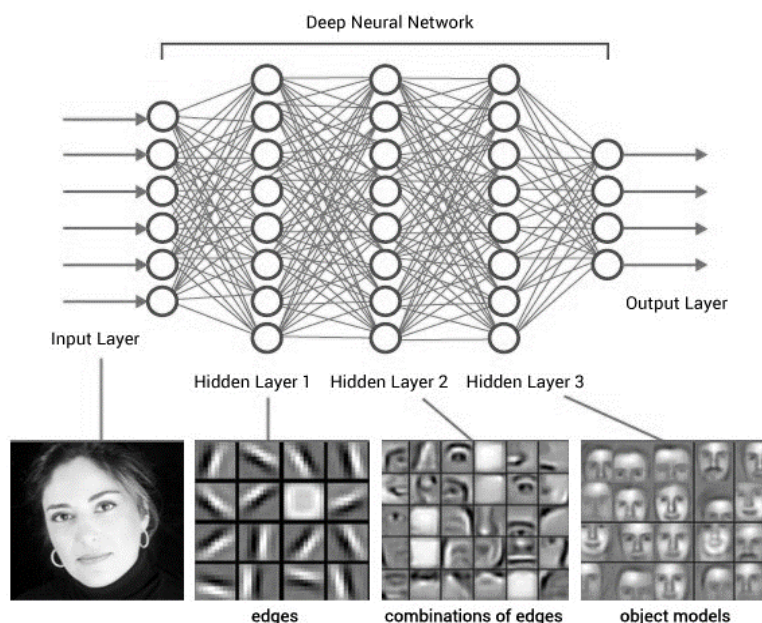 Deep Neural Network
Output Layer
Input Layer
Hidden Layer 1
Hidden Layer 2
Hidden Layer 3
edges
combinations of edges
object models